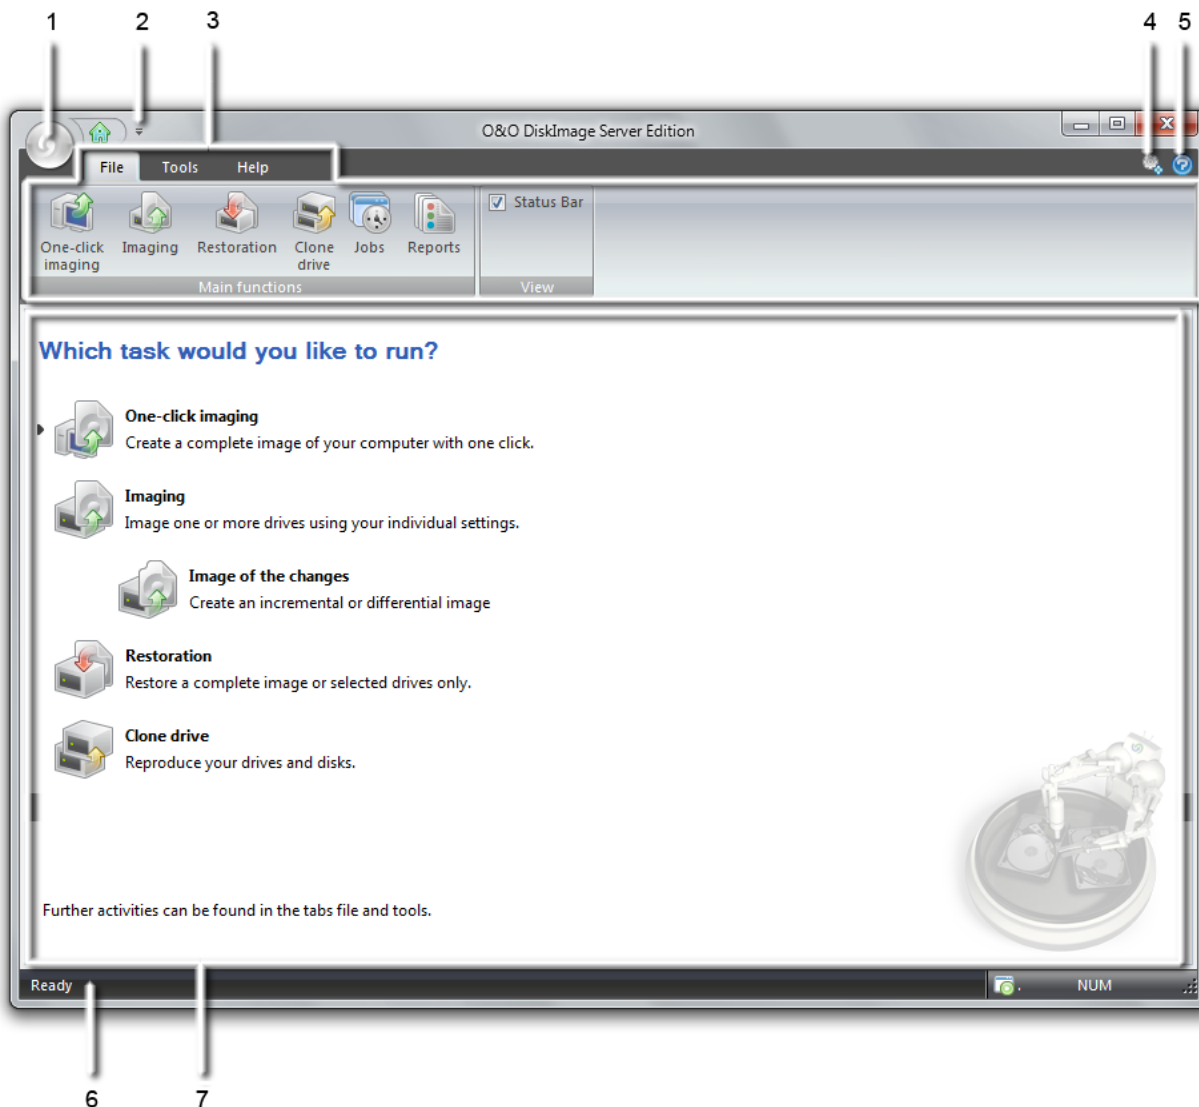 1 2 3 4 5
O&O DiskImage Server Edition
File Tools Help
One-click imaging Imaging Restoration Clone drive Jobs Reports
Main functions
Status Bar
View
Which task would you like to run?
One-click imaging
Create a complete image of your computer with one click.
Imaging
Image one or more drives using your individual settings.
Image of the changes
Create an incremental or differential image
Restoration
Restore a complete image or selected drives only.
Clone drive
Reproduce your drives and disks.
Further activities can be found in the tabs file and tools.
Ready NUM
6 7